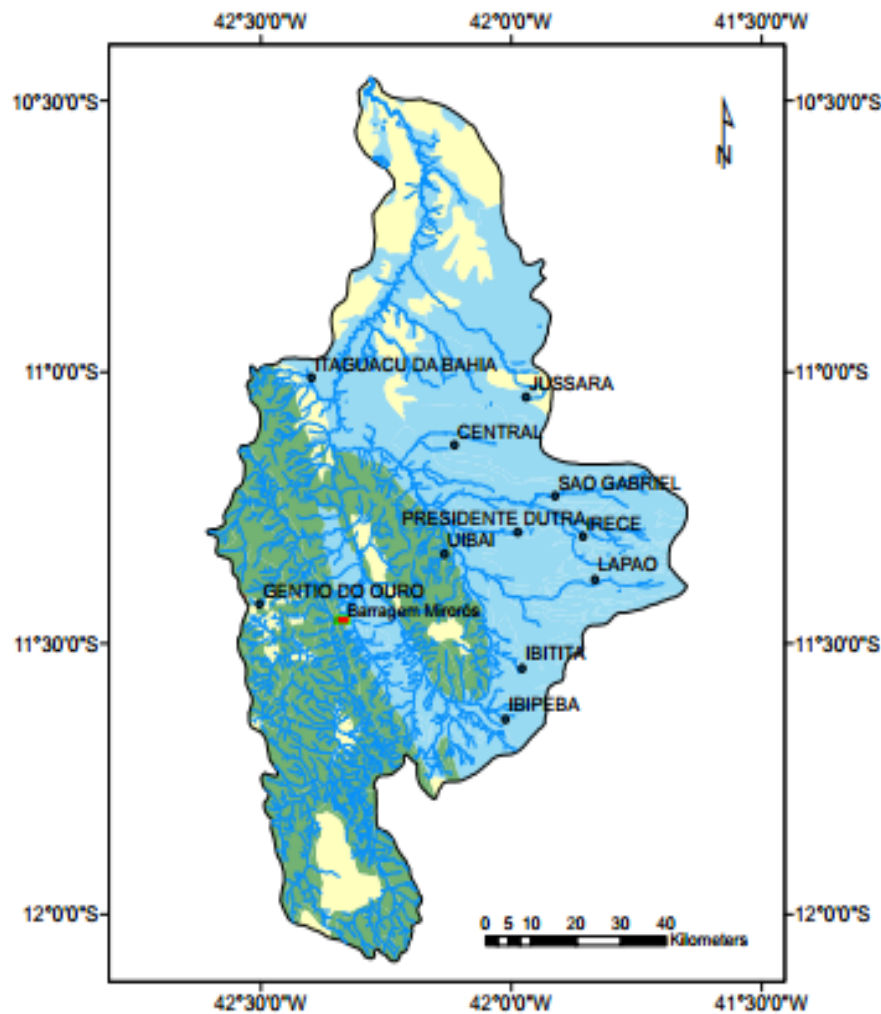 42°30'0"W 42°0'0"W 41°30'0"W
10°30'0"S 10°30'0"S
N
11°0'0"S 11°0'0"S
ITAGUACU DA BAHIA
JUSSARA
CENTRAL
SAO GABRIEL
PRESIDENTE DUTRA IRECE
UIBAI
LAPAO
GENTIO DO OURO
Barragem Mirorós
11°30'0"S 11°30'0"S
IBITITA
IBIPEBA
12°0'0"S 12°0'0"S
0 5 10 20 30 40
Kilometers
42°30'0"W 42°0'0"W 41°30'0"W